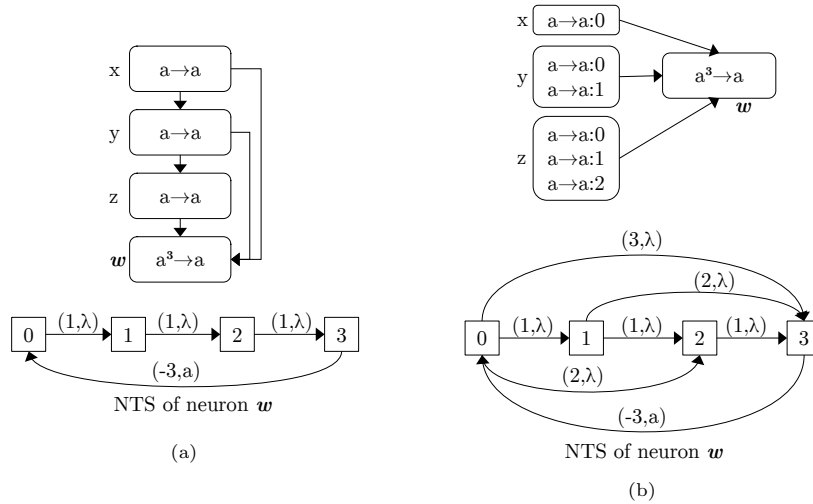 x
a→a
y
a→a
z
a→a
w
a³→a
(1,λ) (1,λ) (1,λ)
0 1 2 3
(-3,a)
NTS of neuron w
(a)
x
a→a:0
y
a→a:0
a→a:1
a³→a
w
z
a→a:0
a→a:1
a→a:2
(3,λ)
(2,λ)
(1,λ) (1,λ) (1,λ)
0 1 2 3
(2,λ)
(-3,a)
NTS of neuron w
(b)